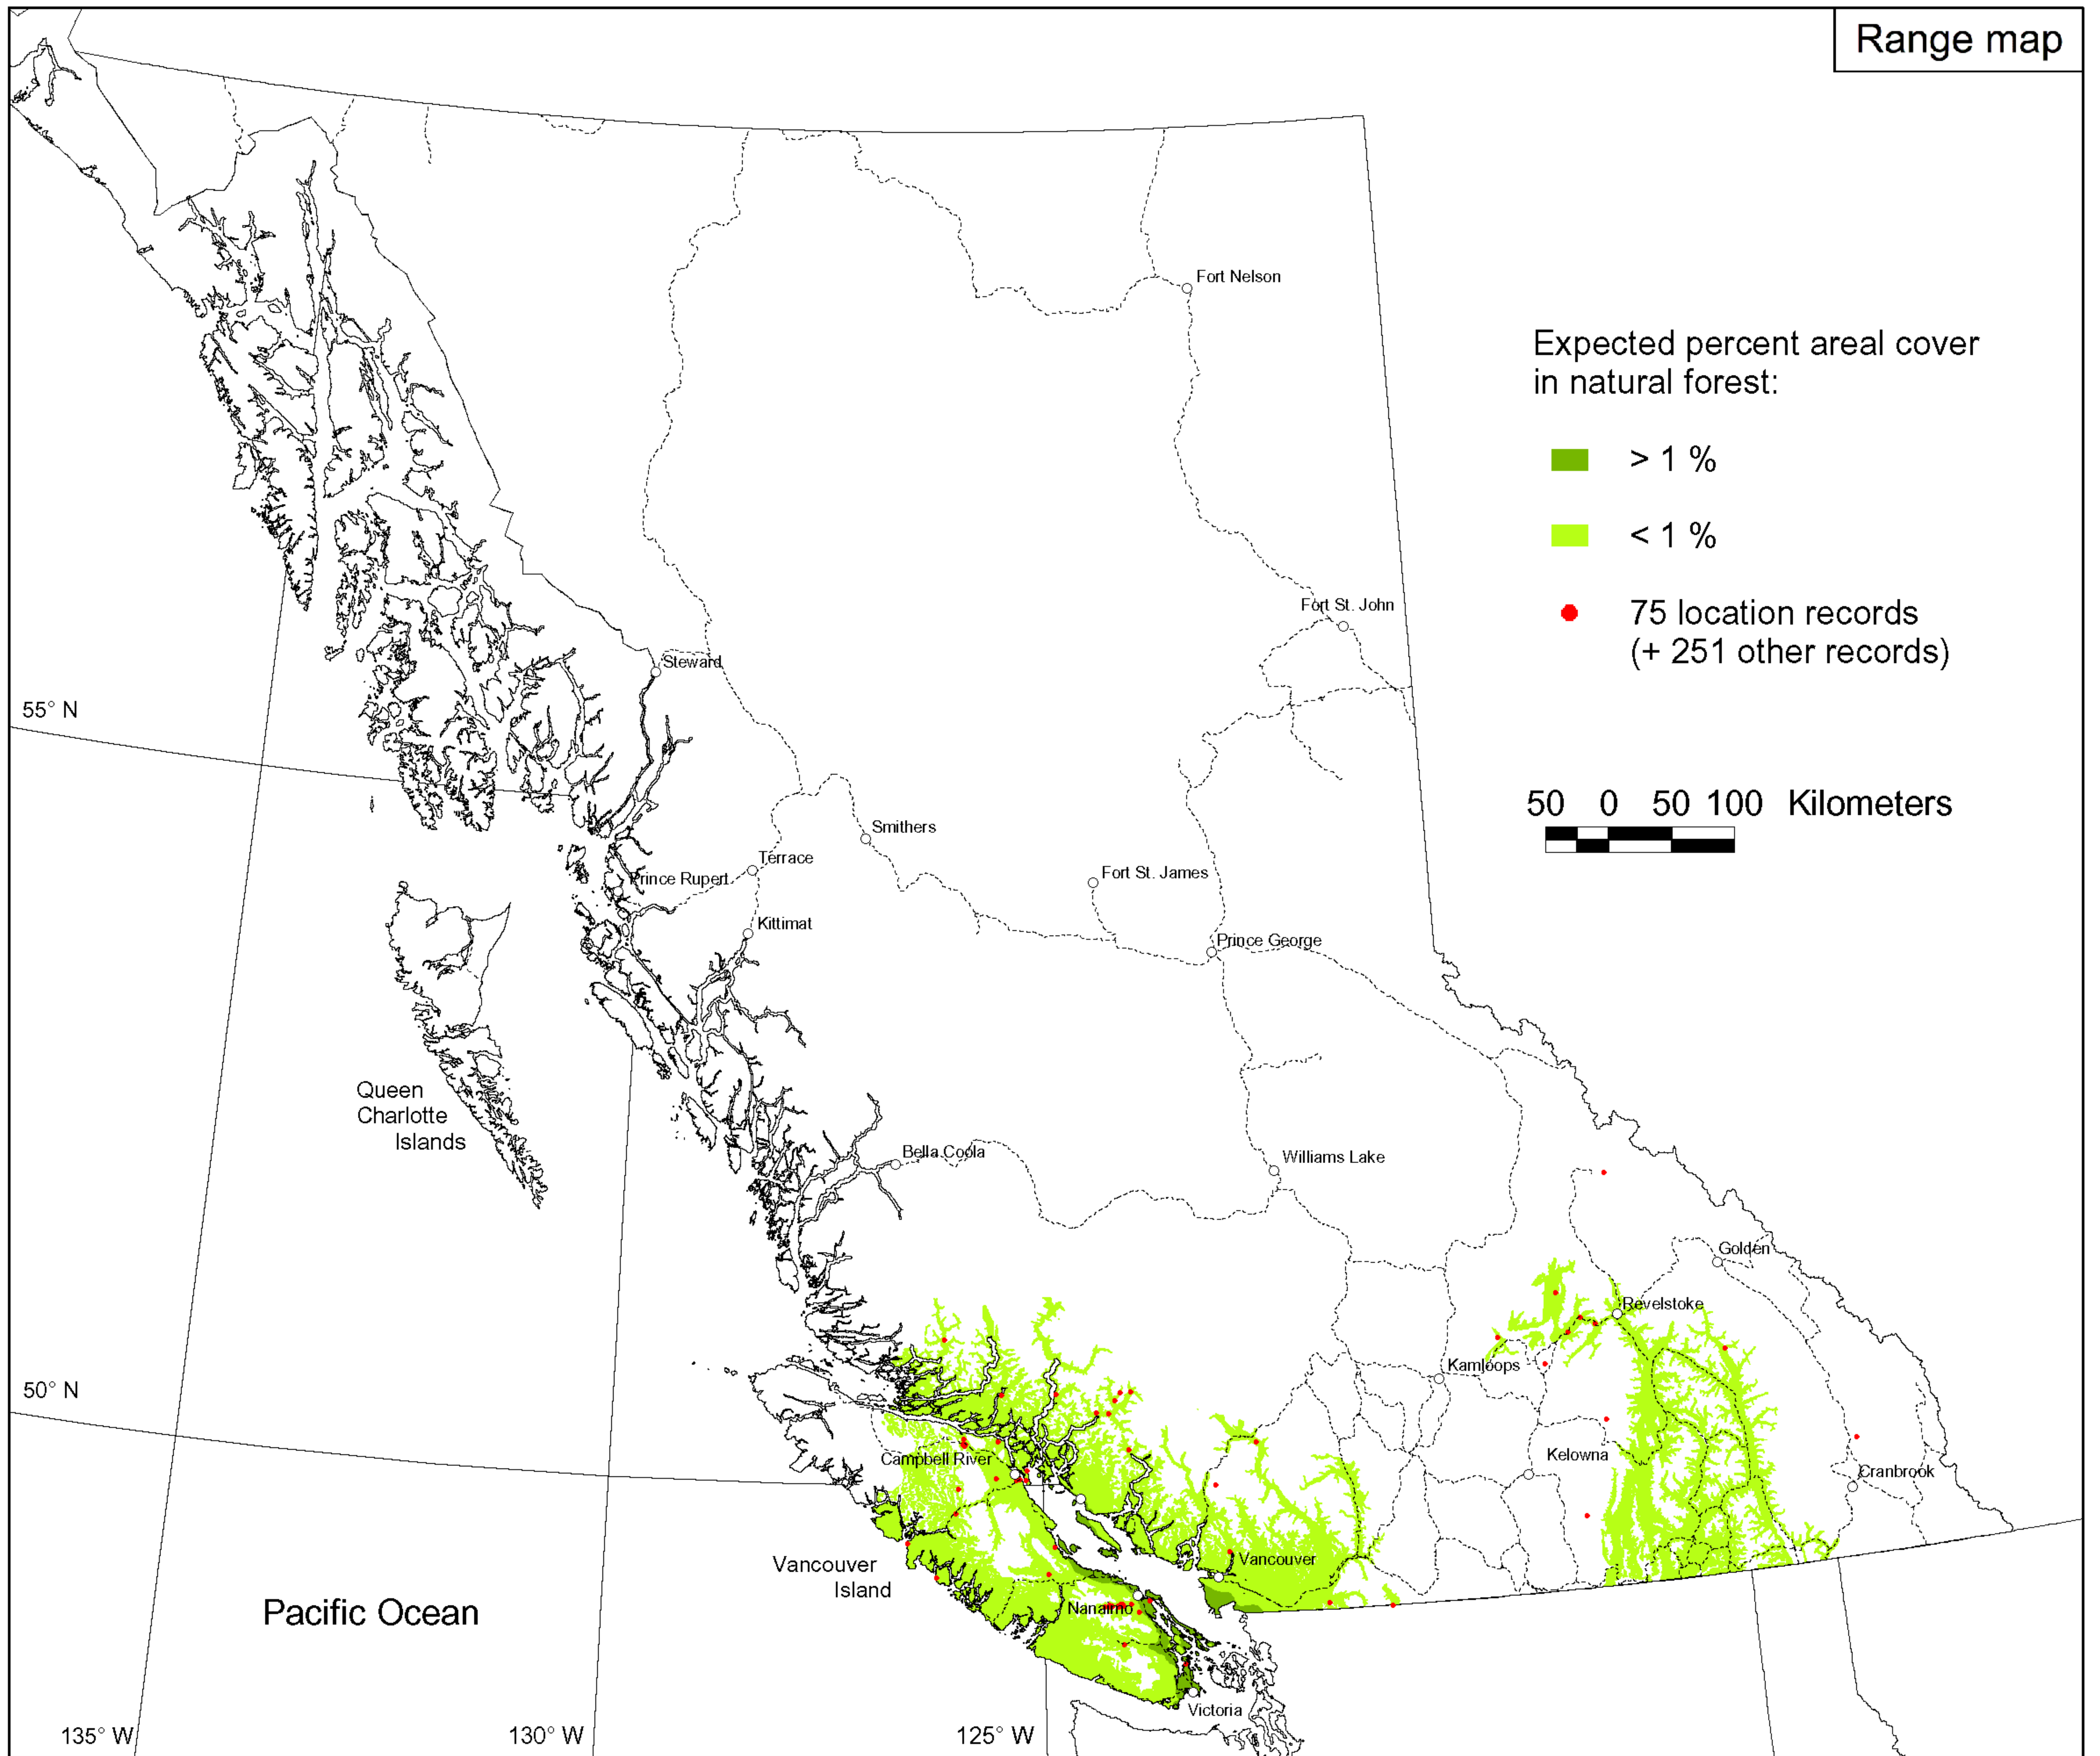 Range map
Fort Nelson
Expected percent areal cover
in natural forest:
> 1 %
< 1 %
Fort St. John
75 location records
(+ 251 other records)
Steward
55° N
50 0 50 100 Kilometers
Smithers
Terrace
Fort St. James
Prince Rupert
Kittimat
Prince George
Queen
Charlotte
Islands
Bella Coola
Williams Lake
Golden
Revelstoke
Kamloops
50° N
Campbell River
Kelowna
Cranbrook
Vancouver
Vancouver
Island
Nanaimo
Pacific Ocean
Victoria
135° W
130° W
125° W